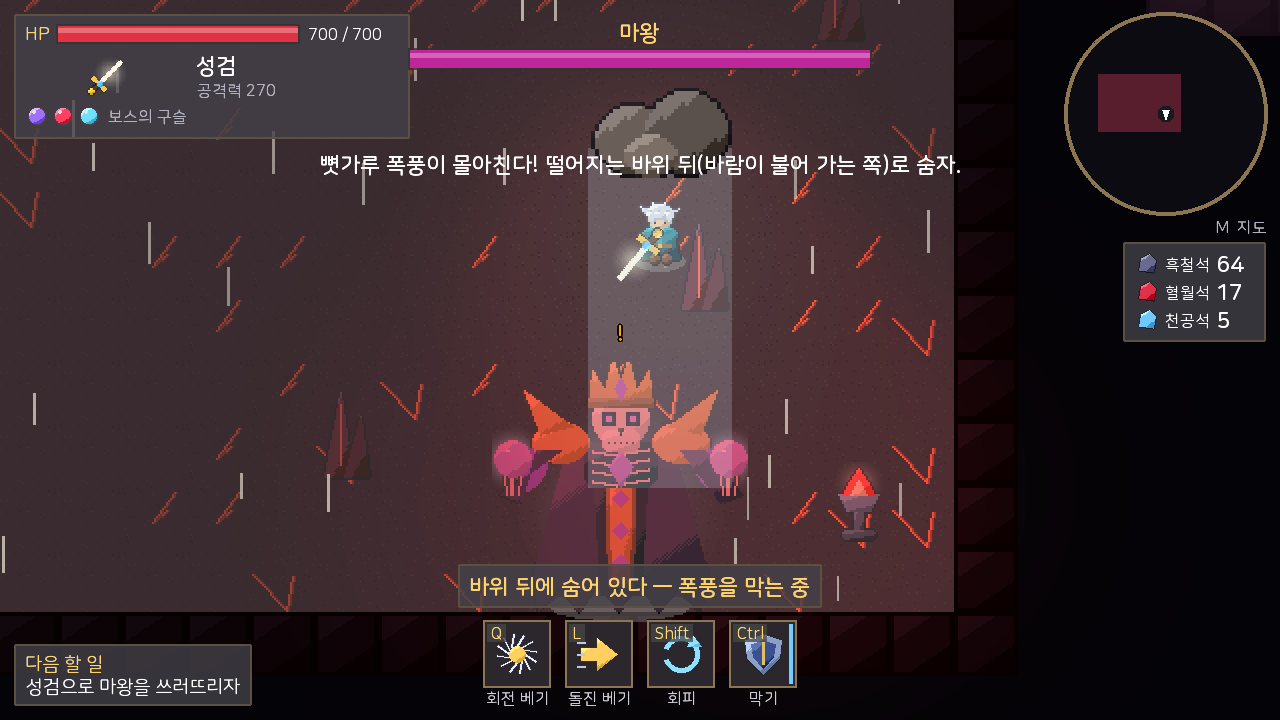 HP 700 / 700
성검
공격력 270
보스의 구슬
마왕
뼛가루 폭풍이 몰아친다! 떨어지는 바위 뒤(바람이 불어 가는 쪽)로 숨자.
M 지도
흑철석 64
혈월석 17
천공석 5
!
바위 뒤에 숨어 있다 — 폭풍을 막는 중
Q L Shift Ctrl
회전 베기 돌진 베기 회피 막기
다음 할 일
성검으로 마왕을 쓰러뜨리자